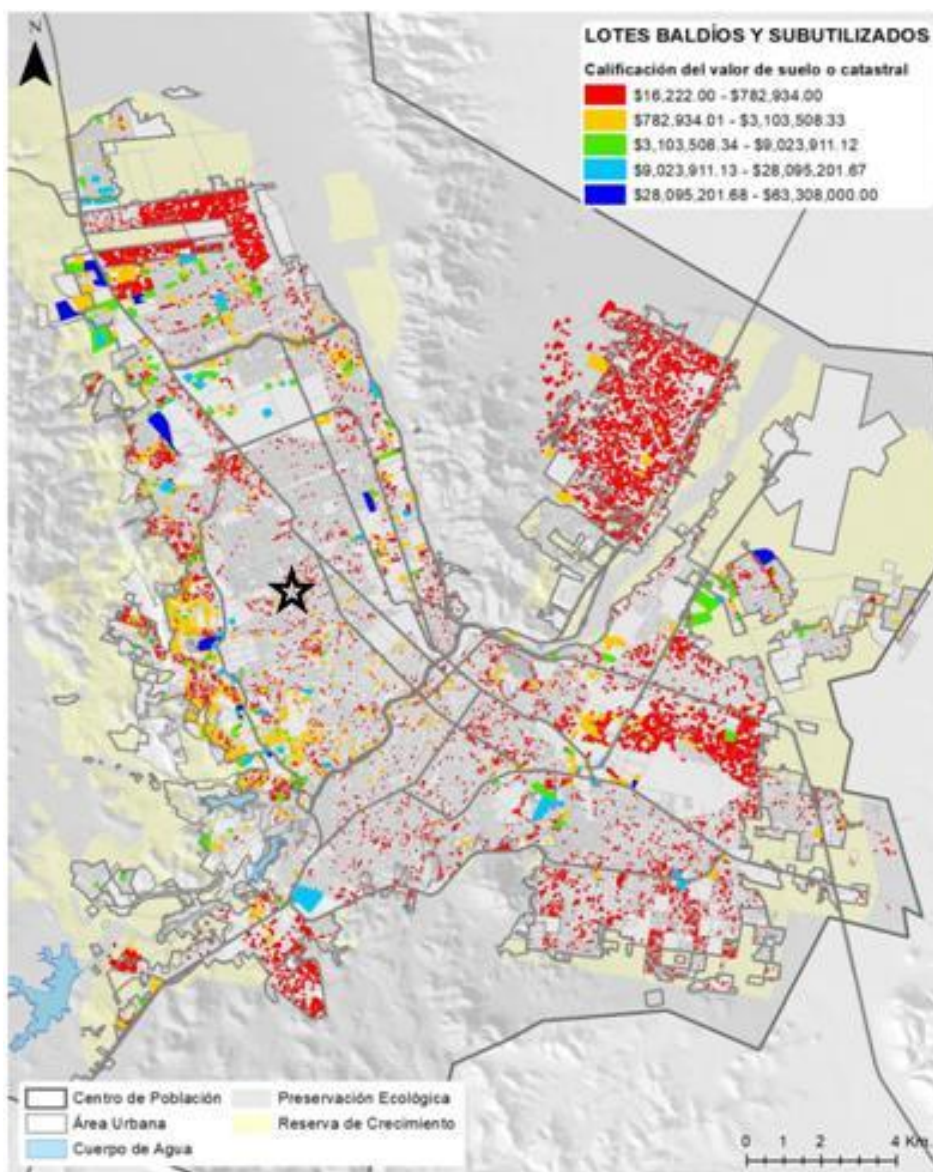 N
LOTES BALDÍOS Y SUBUTILIZADOS
Calificación del valor de suelo o catastral
$16,222.00 - $782,934.00
$782,934.01 - $3,103,508.33
$3,103,508.34 - $9,023,911.12
$9,023,911.13 - $28,095,201.67
$28,095,201.68 - $63,308,000.00
Centro de Población
Área Urbana
Cuerpo de Agua
Preservación Ecológica
Reserva de Crecimiento
0 1 2 4 Km.